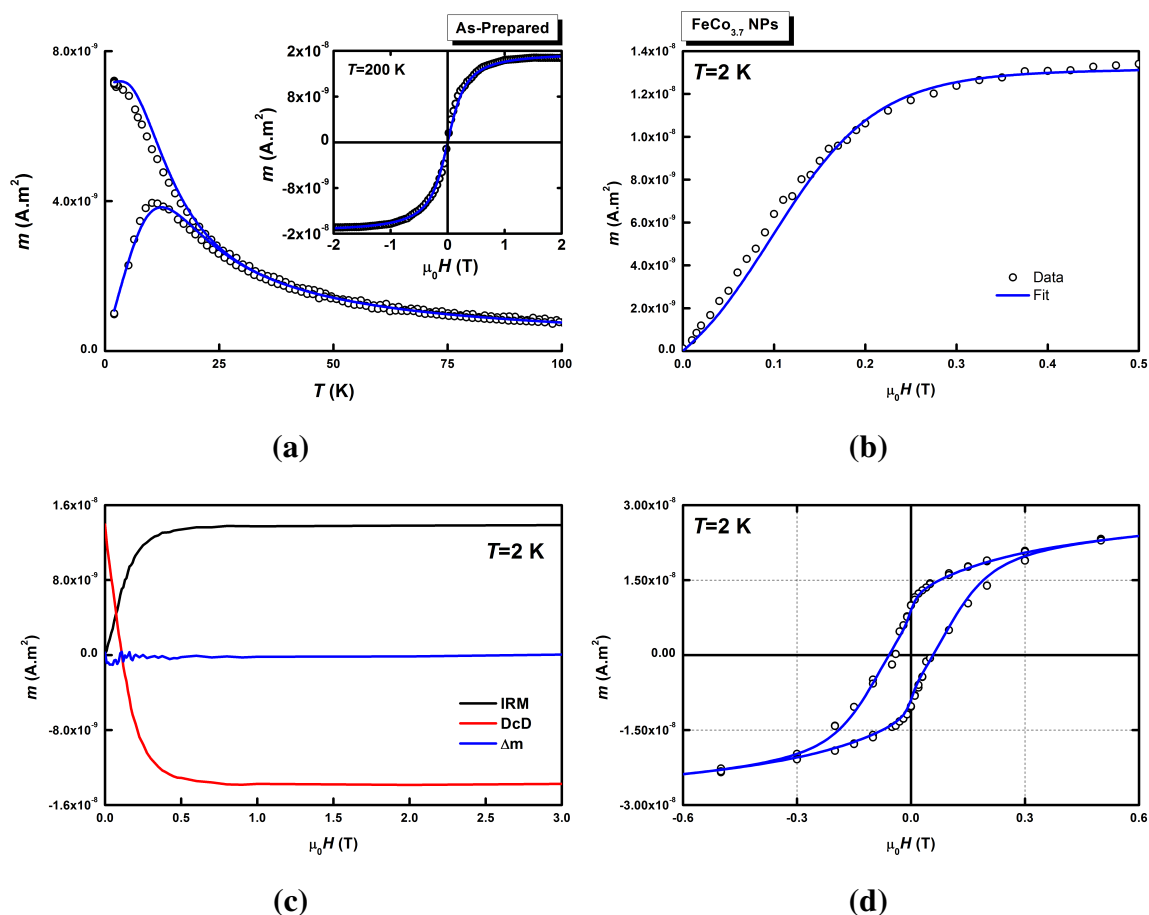 As-Prepared
8.0x10⁻⁹
4.0x10⁻⁹
0.0
m (A.m²)
0
25
50
75
100
T (K)
T=200 K
2x10⁻⁸
8x10⁻⁹
0
-8x10⁻⁹
-2x10⁻⁸
m (A.m²)
-2
-1
0
1
2
μ₀H (T)
(a)
FeCo₃.₇ NPs
T=2 K
1.4x10⁻⁸
1.2x10⁻⁸
1.0x10⁻⁸
8.0x10⁻⁹
6.0x10⁻⁹
4.0x10⁻⁹
2.0x10⁻⁹
0.0
m (A.m²)
Data
Fit
0.0
0.1
0.2
0.3
0.4
0.5
μ₀H (T)
(b)
T=2 K
1.6x10⁻⁸
8.0x10⁻⁹
0.0
-8.0x10⁻⁹
-1.6x10⁻⁸
m (A.m²)
IRM
DcD
Δm
0.0
0.5
1.0
1.5
2.0
2.5
3.0
μ₀H (T)
(c)
T=2 K
3.00x10⁻⁸
1.50x10⁻⁸
0.00
-1.50x10⁻⁸
-3.00x10⁻⁸
m (A.m²)
-0.6
-0.3
0.0
0.3
0.6
μ₀H (T)
(d)